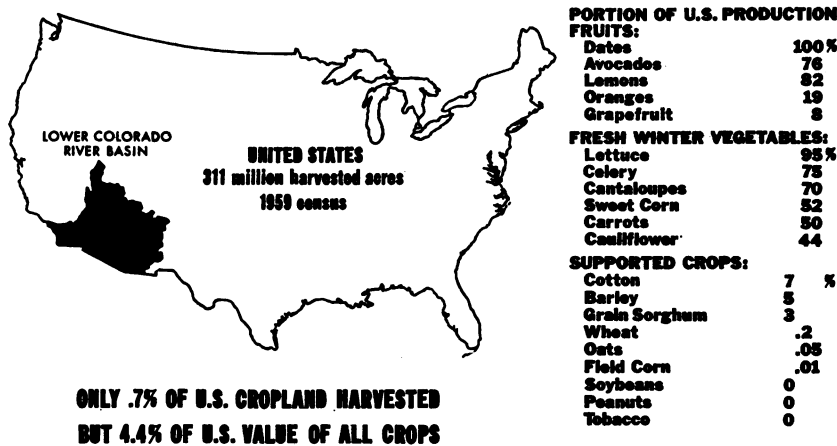 LOWER COLORADO
RIVER BASIN
UNITED STATES
311 million harvested acres
1959 census
ONLY .7% OF U.S. CROPLAND HARVESTED
BUT 4.4% OF U.S. VALUE OF ALL CROPS
PORTION OF U.S. PRODUCTION
FRUITS:
Dates 100%
Avocados 76
Lemons 82
Oranges 19
Grapefruit 8
FRESH WINTER VEGETABLES:
Lettuce 95%
Celery 75
Cantaloupes 70
Sweet Corn 52
Carrots 50
Cauliflower 44
SUPPORTED CROPS:
Cotton 7 %
Barley 5
Grain Sorghum 3
Wheat .2
Oats .05
Field Corn .01
Soybeans 0
Peanuts 0
Tobacco 0